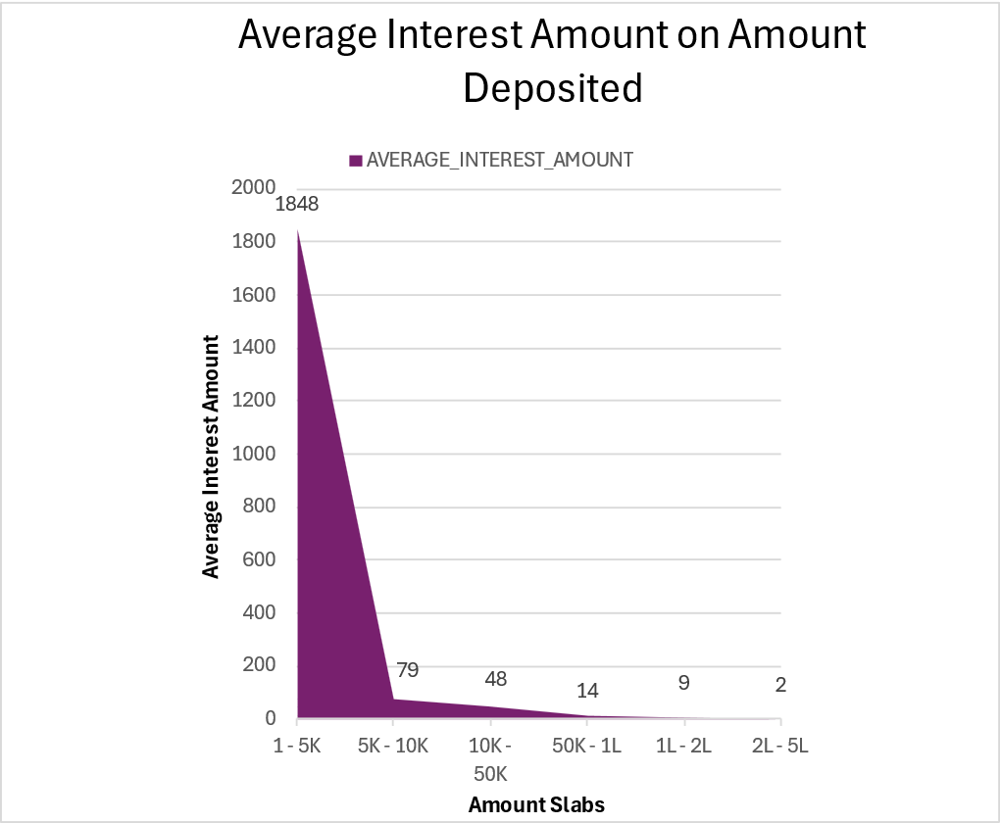 Average Interest Amount on Amount
Deposited
AVERAGE_INTEREST_AMOUNT
2000
1848
1800
1600
1400
1200
1000
800
600
400
200
0
Average Interest Amount
79
48
14
9
2
1 - 5K
5K - 10K
10K -
50K
50K - 1L
1L - 2L
2L - 5L
Amount Slabs